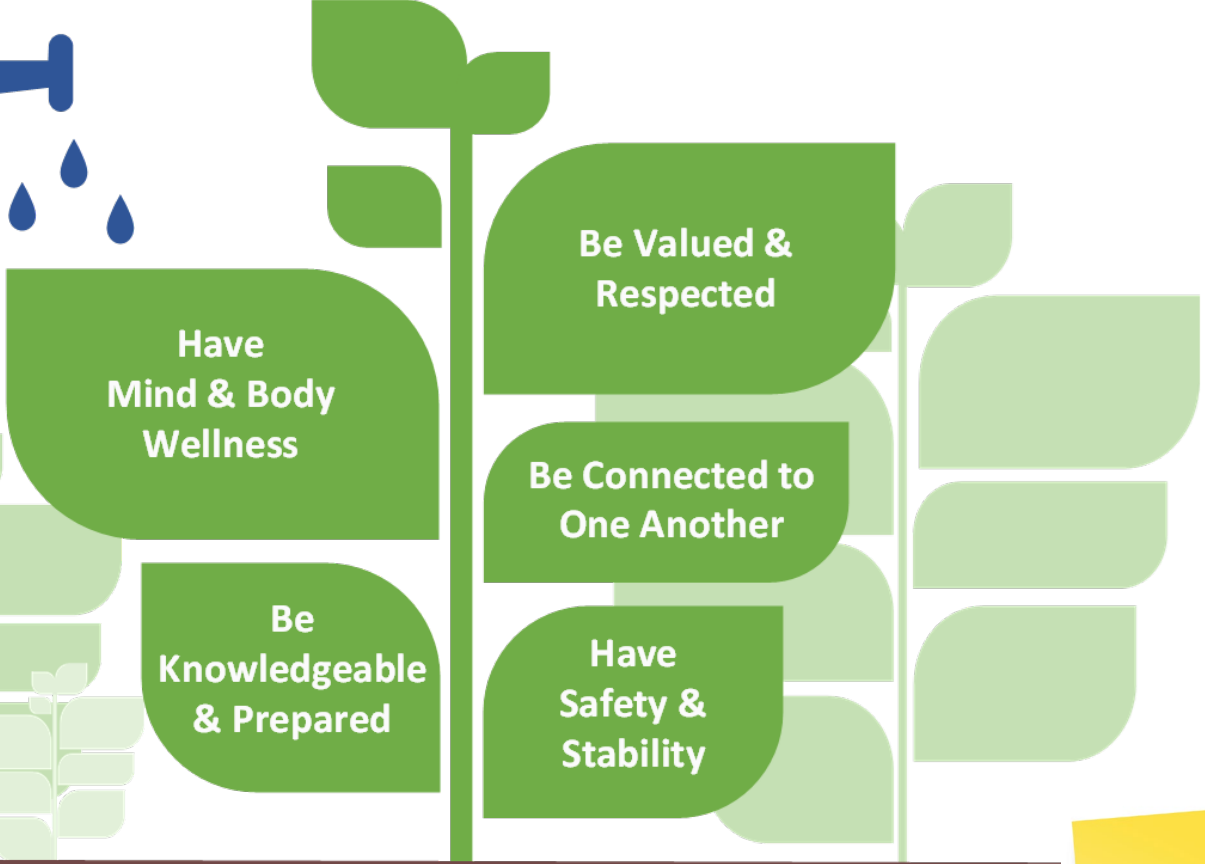 Be Valued &
Respected
Have
Mind & Body
Wellness
Be Connected to
One Another
Be
Knowledgeable
& Prepared
Have
Safety &
Stability